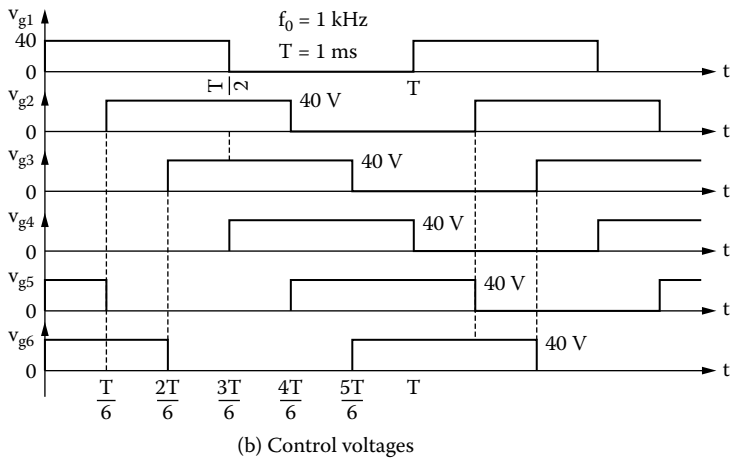 v_g1
f_0 = 1 kHz
40
T = 1 ms
0
t
T/2
T
v_g2
40 V
0
t
v_g3
40 V
0
t
v_g4
40 V
0
t
v_g5
40 V
0
t
v_g6
40 V
0
t
T/6 2T/6 3T/6 4T/6 5T/6 T
(b) Control voltages